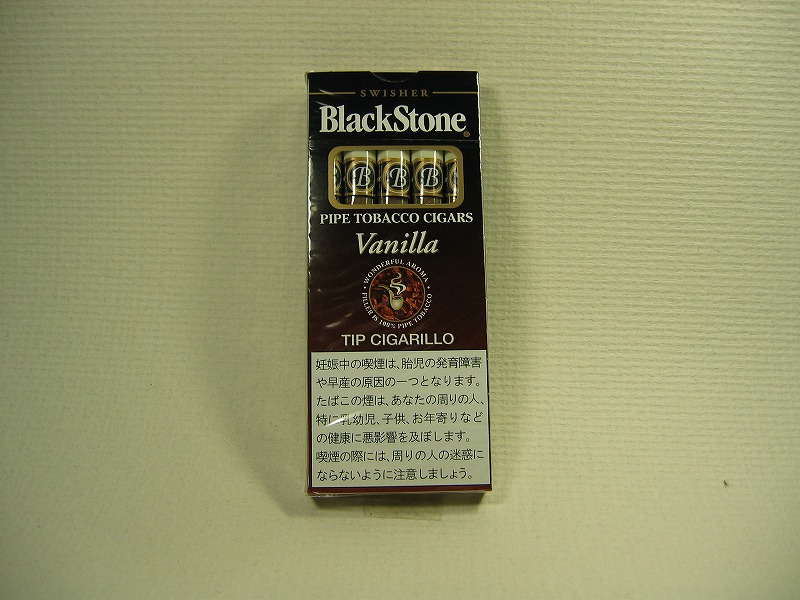 SWISHER
BlackStone®
B B B
PIPE TOBACCO CIGARS
Vanilla
WONDERFUL AROMA
FILLER IS 100% PIPE TOBACCO
TIP CIGARILLO
妊娠中の喫煙は、胎児の発育障害
や早産の原因の一つとなります。
たばこの煙は、あなたの周りの人、
特に乳幼児、子供、お年寄りなど
の健康に悪影響を及ぼします。
喫煙の際には、周りの人の迷惑に
ならないように注意しましょう。